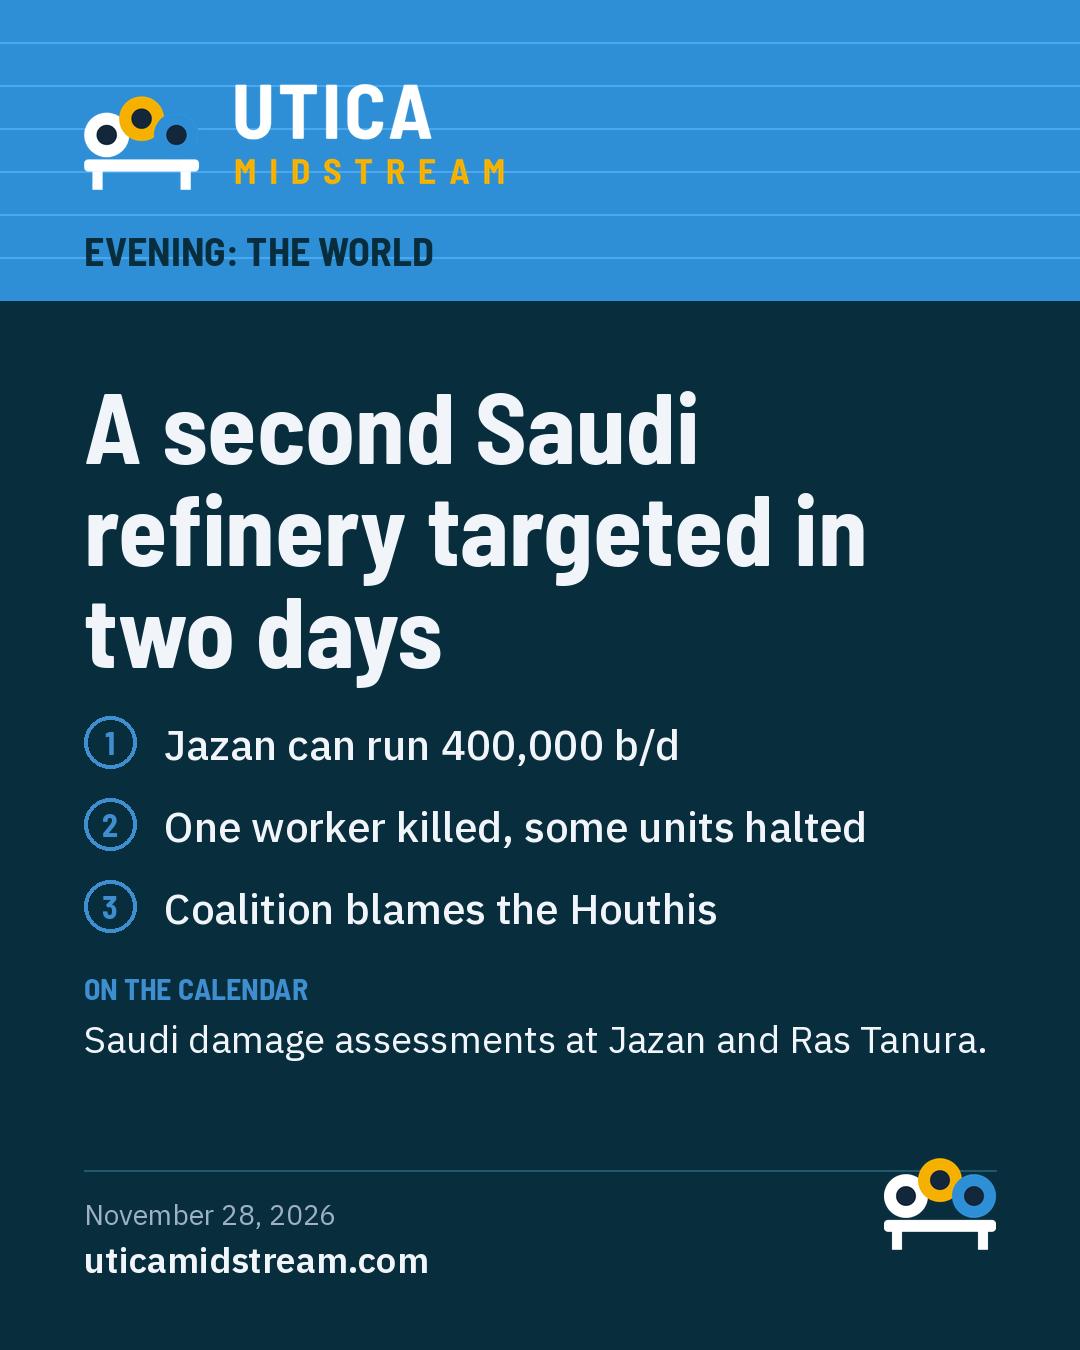 UTICA
MIDSTREAM
EVENING: THE WORLD
A second Saudi
refinery targeted in
two days
1 Jazan can run 400,000 b/d
2 One worker killed, some units halted
3 Coalition blames the Houthis
ON THE CALENDAR
Saudi damage assessments at Jazan and Ras Tanura.
November 28, 2026
uticamidstream.com